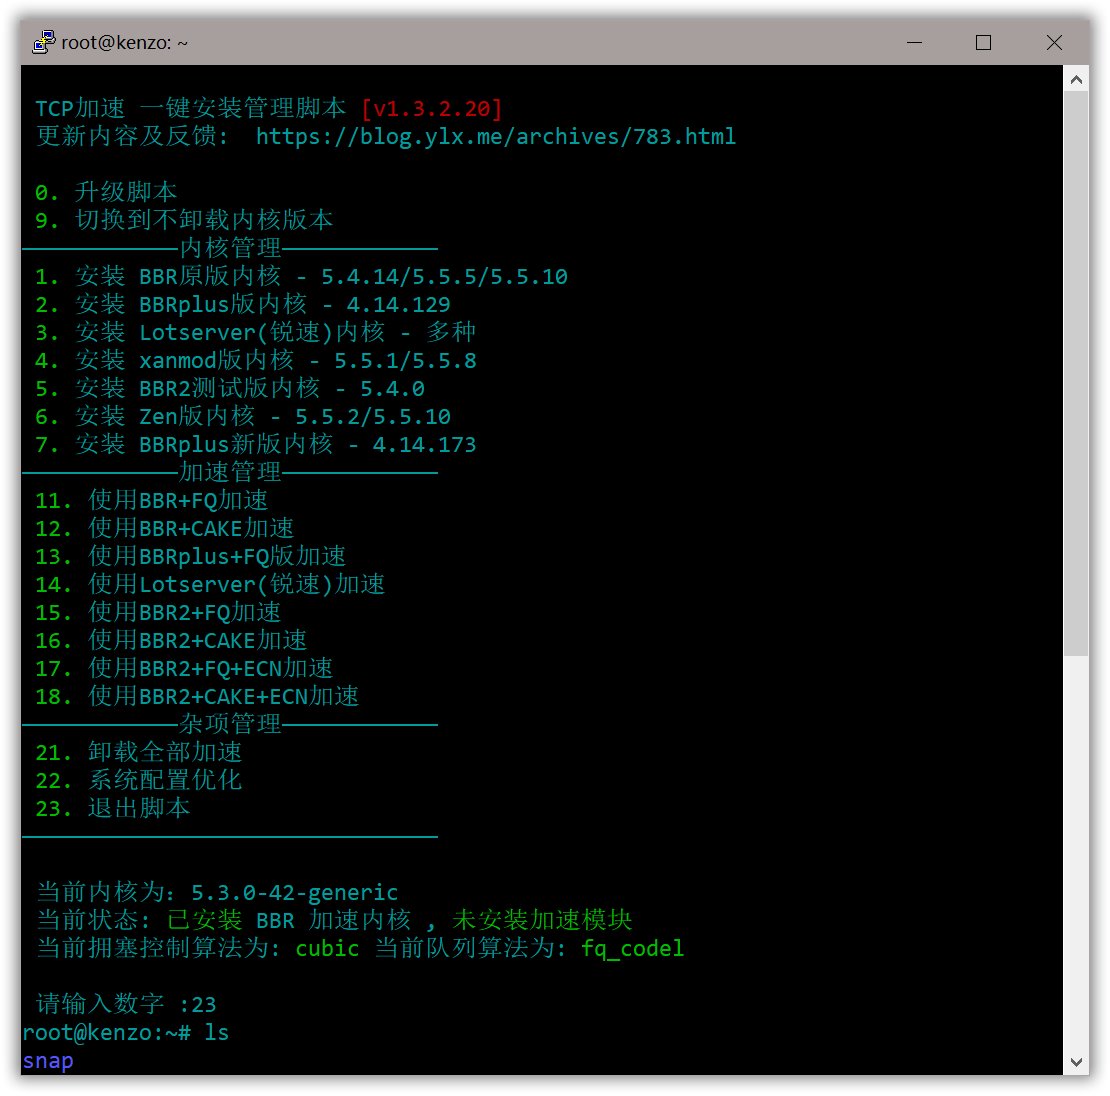 root@kenzo: ~
TCP加速 一键安装管理脚本 [v1.3.2.20]
更新内容及反馈： https://blog.ylx.me/archives/783.html
0. 升级脚本
9. 切换到不卸载内核版本
————————————内核管理————————————
1. 安装 BBR原版内核 - 5.4.14/5.5.5/5.5.10
2. 安装 BBRplus版内核 - 4.14.129
3. 安装 Lotserver(锐速)内核 - 多种
4. 安装 xanmod版内核 - 5.5.1/5.5.8
5. 安装 BBR2测试版内核 - 5.4.0
6. 安装 Zen版内核 - 5.5.2/5.5.10
7. 安装 BBRplus新版内核 - 4.14.173
————————————加速管理————————————
11. 使用BBR+FQ加速
12. 使用BBR+CAKE加速
13. 使用BBRplus+FQ版加速
14. 使用Lotserver(锐速)加速
15. 使用BBR2+FQ加速
16. 使用BBR2+CAKE加速
17. 使用BBR2+FQ+ECN加速
18. 使用BBR2+CAKE+ECN加速
————————————杂项管理————————————
21. 卸载全部加速
22. 系统配置优化
23. 退出脚本
————————————————————————————————
当前内核为：5.3.0-42-generic
当前状态: 已安装 BBR 加速内核 , 未安装加速模块
当前拥塞控制算法为: cubic 当前队列算法为: fq_codel
请输入数字 :23
root@kenzo:~# ls
snap